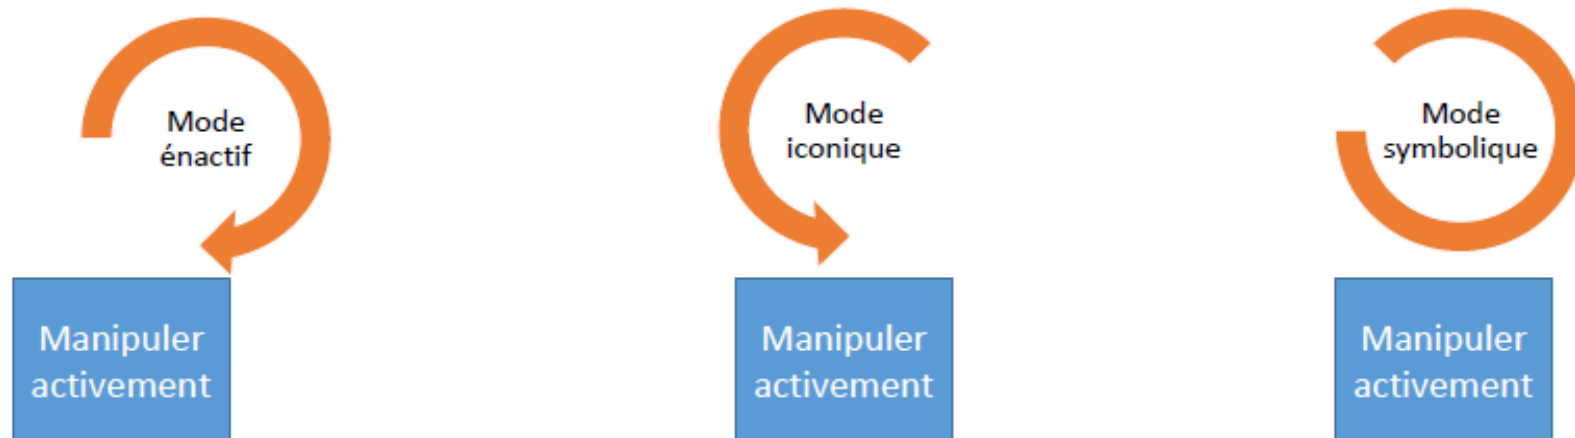 Mode
énactif
Mode
iconique
Mode
symbolique
Manipuler
activement
Manipuler
activement
Manipuler
activement